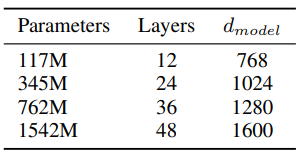 Parameters Layers d_model
117M 12 768
345M 24 1024
762M 36 1280
1542M 48 1600